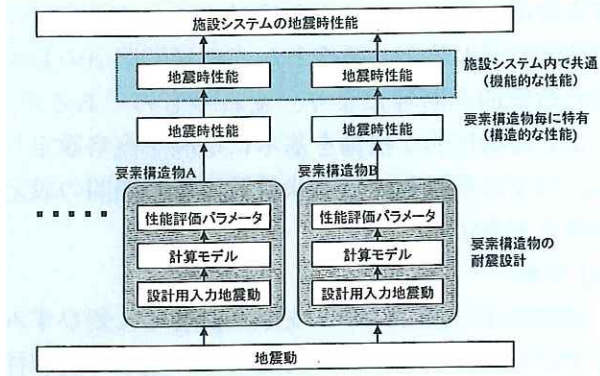 施設システムの地震時性能
地震時性能
地震時性能
施設システム内で共通
(機能的な性能)
地震時性能
地震時性能
要素構造物毎に特有
(構造的な性能)
要素構造物A
要素構造物B
性能評価パラメータ
性能評価パラメータ
計算モデル
計算モデル
要素構造物の
耐震設計
設計用入力地震動
設計用入力地震動
地震動